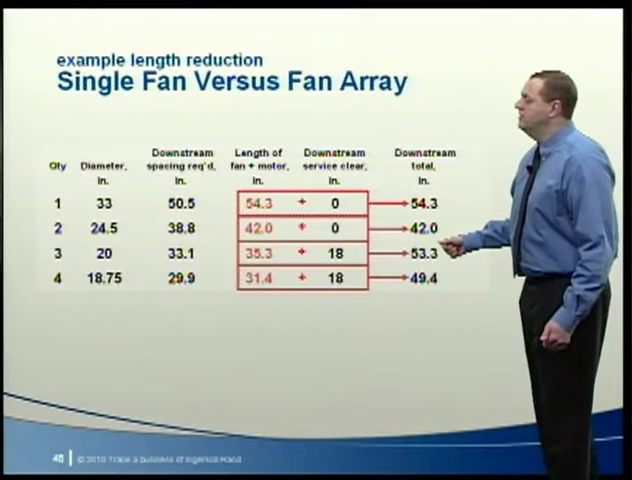 example length reduction
Single Fan Versus Fan Array
Downstream Length of Downstream Downstream
Qty Diameter, spacing req'd, fan + motor, service clear, total,
in. in. in. in. in.
1 33 50.5 54.3 + 0 54.3
2 24.5 38.8 42.0 + 0 42.0
3 20 33.1 35.3 + 18 53.3
4 18.75 29.9 31.4 + 18 49.4
© 2010 Trane a business of Ingersoll-Rand